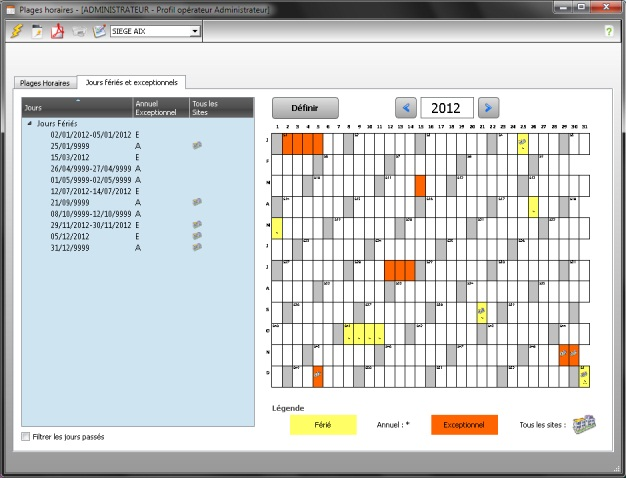 Plages horaires - [ADMINISTRATEUR - Profil opérateur Administrateur]
SIEGE AIX
Plages Horaires
Jours fériés et exceptionnels
Jours
Annuel Exceptionnel
Tous les Sites
Jours Fériés
02/01/2012-05/01/2012 E
25/01/9999 A
15/03/2012 E
26/04/9999-27/04/9999 A
01/05/9999-02/05/9999 A
12/07/2012-14/07/2012 E
21/09/9999 A
08/10/9999-12/10/9999 A
29/11/2012-30/11/2012 E
05/12/2012 E
31/12/9999 A
Filtrer les jours passés
Définir
2012
1 2 3 4 5 6 7 8 9 10 11 12 13 14 15 16 17 18 19 20 21 22 23 24 25 26 27 28 29 30 31
J
F
M
A
M
J
J
A
S
O
N
D
Légende
Férié
Annuel : *
Exceptionnel
Tous les sites :